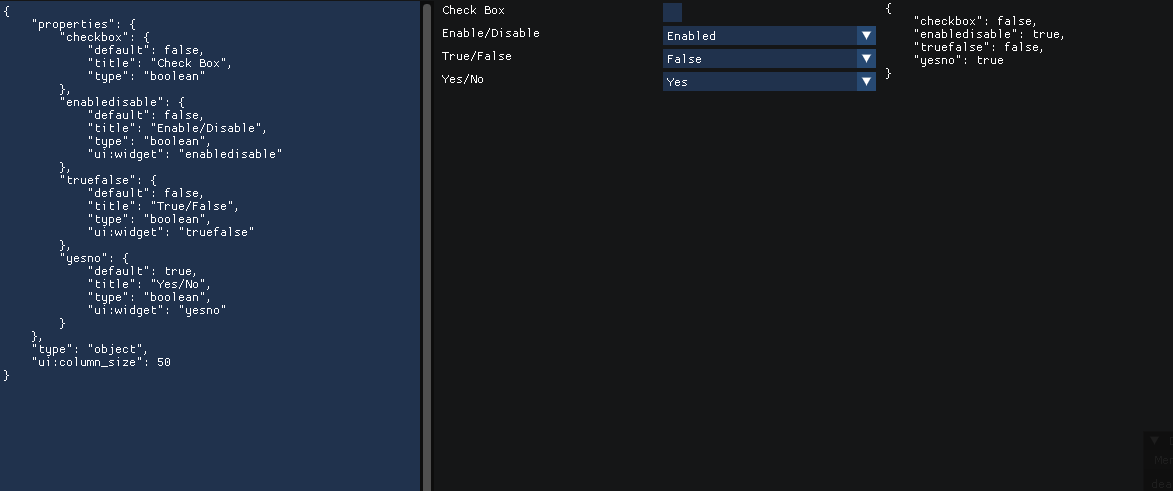 {
    "properties": {
        "checkbox": {
            "default": false,
            "title": "Check Box",
            "type": "boolean"
        },
        "enabledisable": {
            "default": false,
            "title": "Enable/Disable",
            "type": "boolean",
            "ui:widget": "enabledisable"
        },
        "truefalse": {
            "default": false,
            "title": "True/False",
            "type": "boolean",
            "ui:widget": "truefalse"
        },
        "yesno": {
            "default": true,
            "title": "Yes/No",
            "type": "boolean",
            "ui:widget": "yesno"
        }
    },
    "type": "object",
    "ui:column_size": 50
}
Check Box
Enable/Disable Enabled
True/False False
Yes/No Yes
{
    "checkbox": false,
    "enabledisable": true,
    "truefalse": false,
    "yesno": true
}